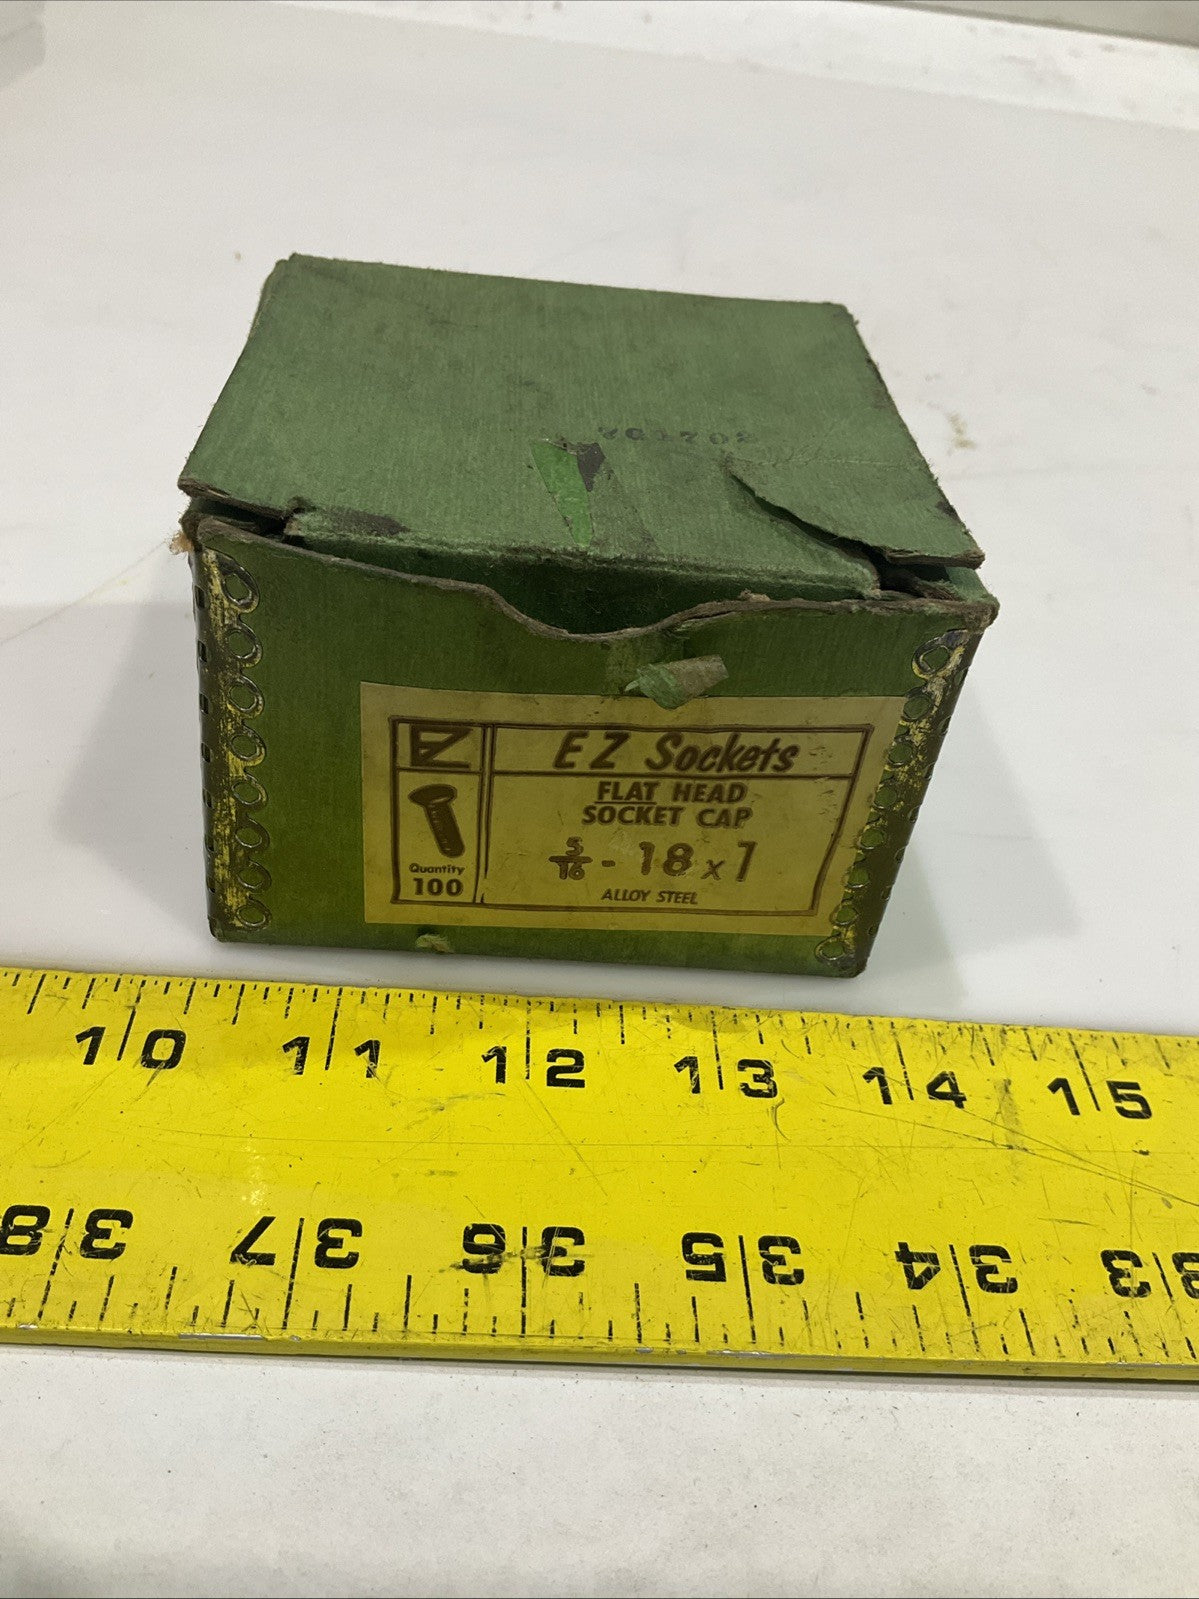 EZ
EZ Sockets
FLAT HEAD
SOCKET CAP
5/16 - 18 x 1
ALLOY STEEL
Quantity
100
10 11 12 13 14 15
38 37 36 35 34 33